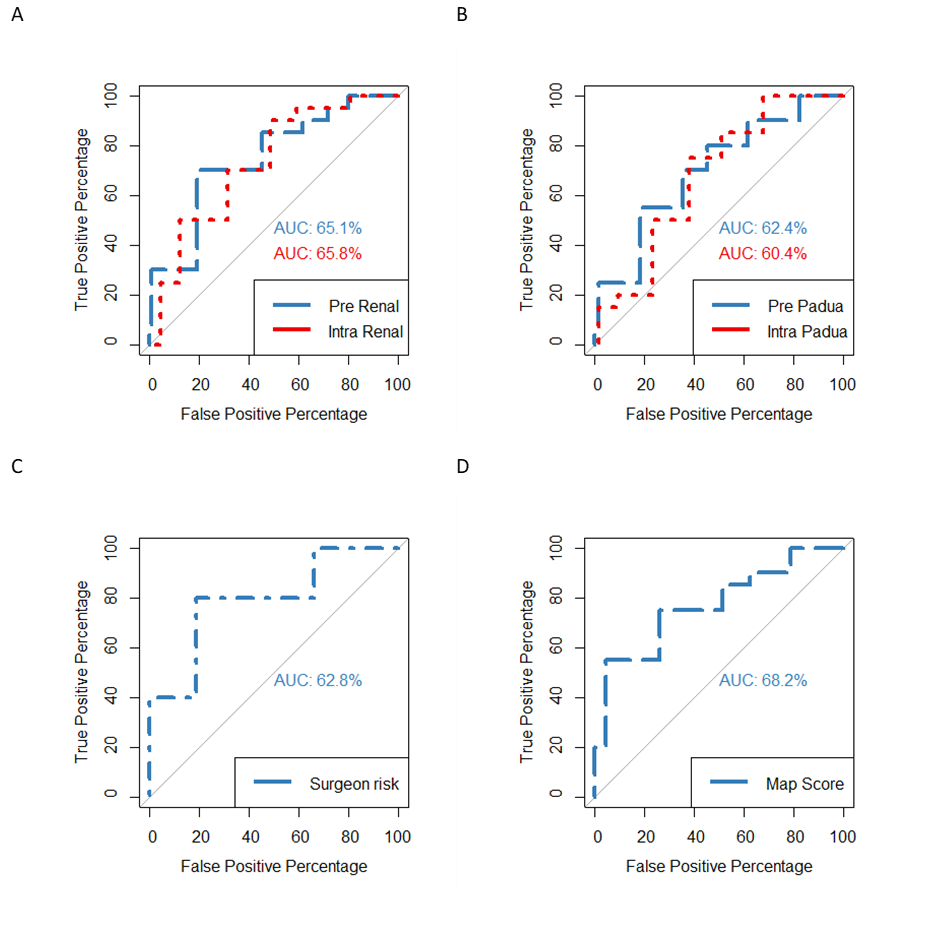 A
True Positive Percentage
100
80
60
40
20
0
AUC: 65.1%
AUC: 65.8%
Pre Renal
Intra Renal
0 20 40 60 80 100
False Positive Percentage
B
True Positive Percentage
100
80
60
40
20
0
AUC: 62.4%
AUC: 60.4%
Pre Padua
Intra Padua
0 20 40 60 80 100
False Positive Percentage
C
True Positive Percentage
100
80
60
40
20
0
AUC: 62.8%
Surgeon risk
0 20 40 60 80 100
False Positive Percentage
D
True Positive Percentage
100
80
60
40
20
0
AUC: 68.2%
Map Score
0 20 40 60 80 100
False Positive Percentage